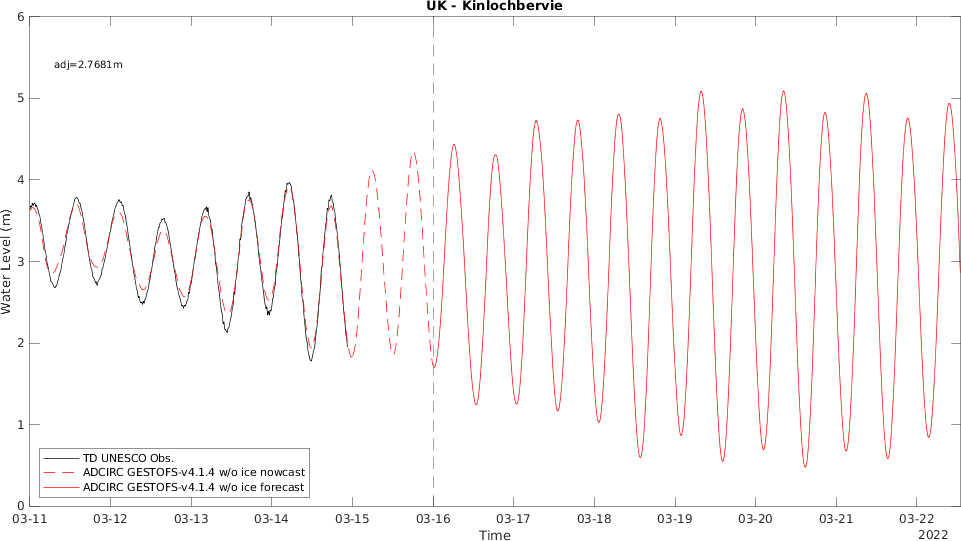 UK - Kinlochbervie
6
adj=2.7681m
5
4
3
2
1
0
Water Level (m)
TD UNESCO Obs.
ADCIRC GESTOFS-v4.1.4 w/o ice nowcast
ADCIRC GESTOFS-v4.1.4 w/o ice forecast
03-11 03-12 03-13 03-14 03-15 03-16 03-17 03-18 03-19 03-20 03-21 03-22
Time
2022